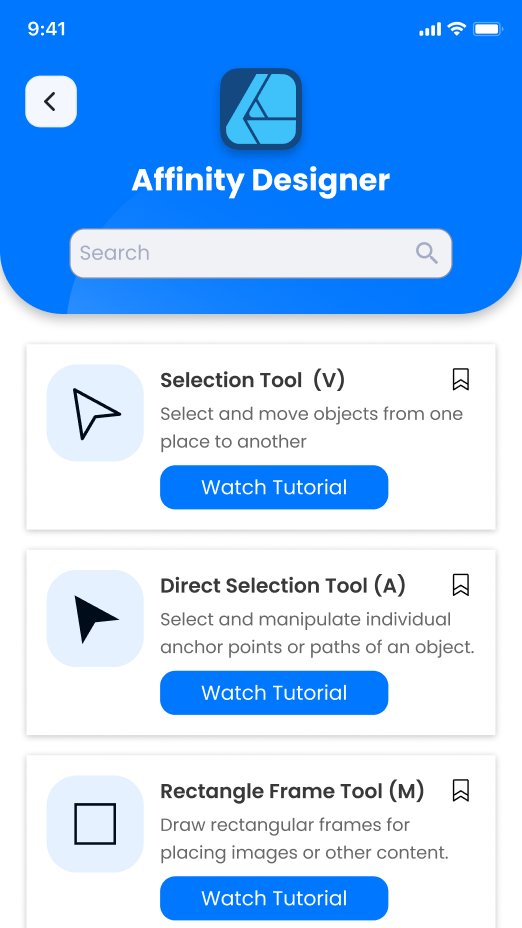 9:41
Affinity Designer
Search
Selection Tool (V)
Select and move objects from one
place to another
Watch Tutorial
Direct Selection Tool (A)
Select and manipulate individual
anchor points or paths of an object.
Watch Tutorial
Rectangle Frame Tool (M)
Draw rectangular frames for
placing images or other content.
Watch Tutorial